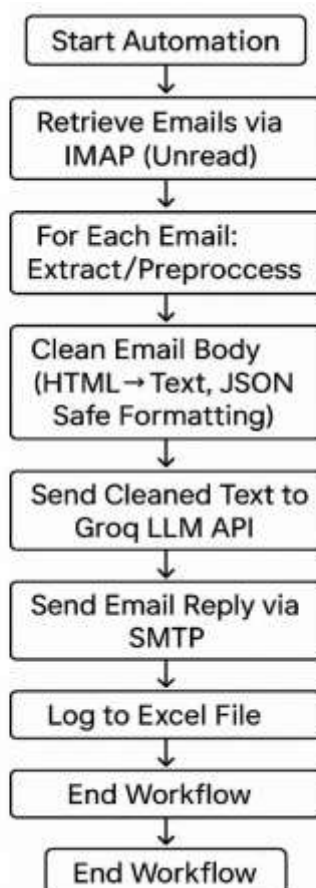 Start Automation
Retrieve Emails via
IMAP (Unread)
For Each Email:
Extract/Preproccess
Clean Email Body
(HTML→Text, JSON
Safe Formatting)
Send Cleaned Text to
Groq LLM API
Send Email Reply via
SMTP
Log to Excel File
End Workflow
End Workflow